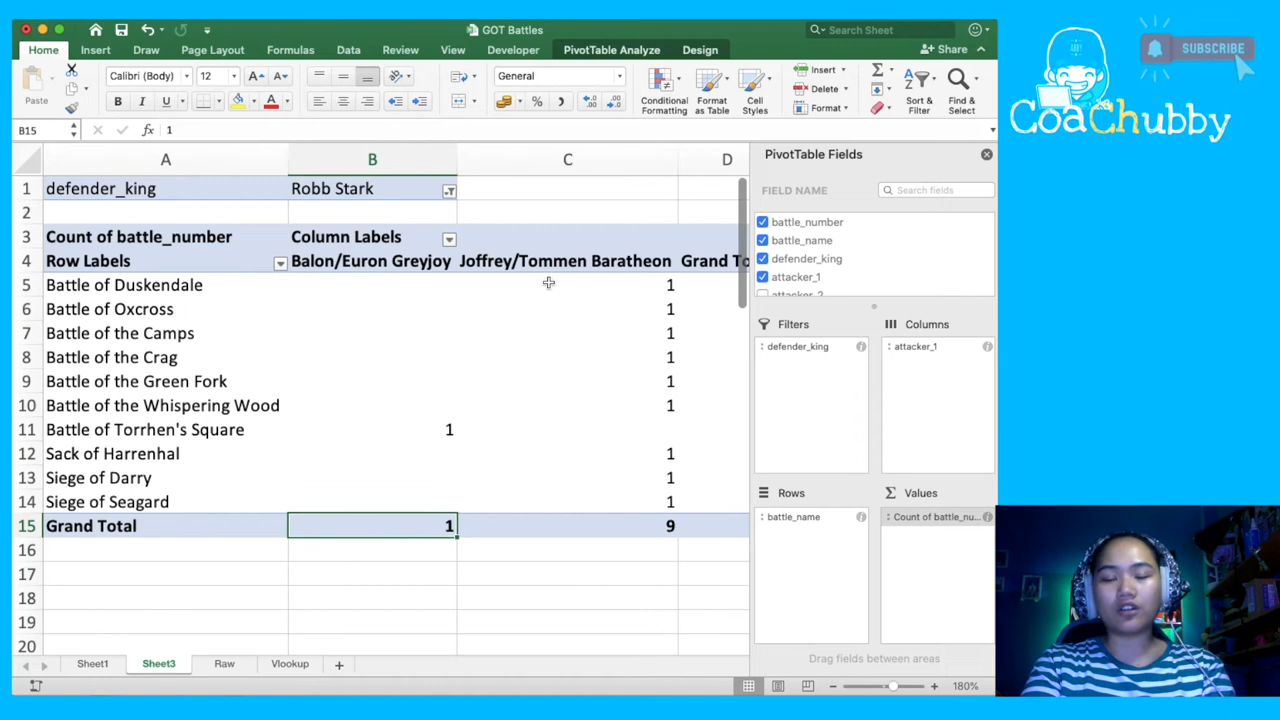 GOT Battles
Search Sheet
SUBSCRIBE
Home Insert Draw Page Layout Formulas Data Review View Developer PivotTable Analyze Design Share
CoaChubby
Paste
Calibri (Body) 12 A A
General
B I U A
$ % )
Conditional Formatting
Format as Table
Cell Styles
Insert
Delete
Format
Sort & Filter
Find & Select
B15 fx 1
A B C D
PivotTable Fields
1 defender_king Robb Stark
FIELD NAME Search fields
2
battle_number
3 Count of battle_number Column Labels
battle_name
4 Row Labels Balon/Euron Greyjoy Joffrey/Tommen Baratheon Grand To
defender_king
5 Battle of Duskendale 1
attacker_1
attacker_2
6 Battle of Oxcross 1
7 Battle of the Camps 1
Filters Columns
defender_king attacker_1
8 Battle of the Crag 1
9 Battle of the Green Fork 1
10 Battle of the Whispering Wood 1
11 Battle of Torrhen's Square 1
12 Sack of Harrenhal 1
13 Siege of Darry 1
Rows Values
14 Siege of Seagard 1
battle_name Count of battle_nu...
15 Grand Total 1 9
16
17
18
19
20
Drag fields between areas
Sheet1 Sheet3 Raw Vlookup
180%